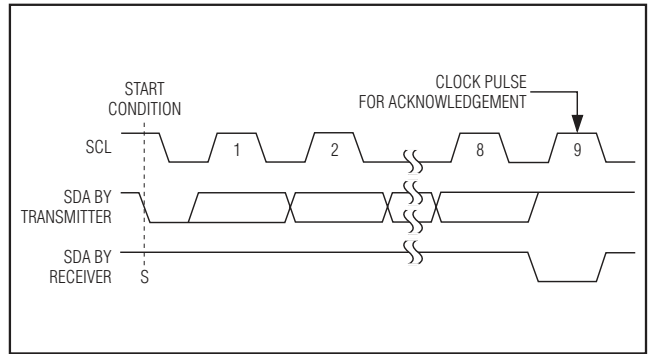 START
CONDITION
CLOCK PULSE
FOR ACKNOWLEDGEMENT
SCL
1
2
8
9
SDA BY
TRANSMITTER
SDA BY
RECEIVER
S